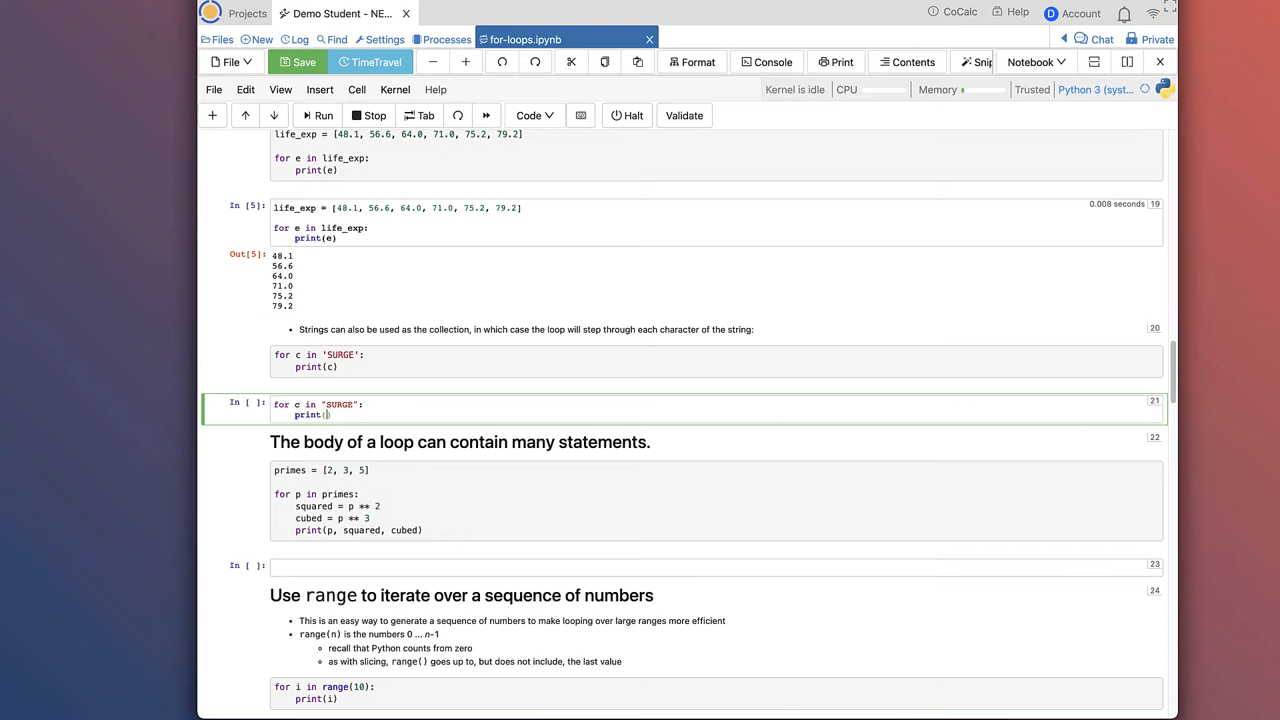 Projects Demo Student - NE... CoCalc Help Account
Files New Log Find Settings Processes for-loops.ipynb Chat Private
File Save TimeTravel Format Console Print Contents Snip Notebook
File Edit View Insert Cell Kernel Help Kernel is idle CPU Memory Trusted Python 3 (syst...
Run Stop Tab Code Halt Validate
life_exp = [48.1, 56.6, 64.0, 71.0, 75.2, 79.2]
for e in life_exp:
print(e)
In [5]: life_exp = [48.1, 56.6, 64.0, 71.0, 75.2, 79.2] 0.008 seconds 19
for e in life_exp:
print(e)
Out[5]: 48.1
56.6
64.0
71.0
75.2
79.2
• Strings can also be used as the collection, in which case the loop will step through each character of the string: 20
for c in 'SURGE':
print(c)
In [ ]: for c in "SURGE": 21
print()
The body of a loop can contain many statements. 22
primes = [2, 3, 5]
for p in primes:
squared = p ** 2
cubed = p ** 3
print(p, squared, cubed)
In [ ]: 23
Use range to iterate over a sequence of numbers 24
• This is an easy way to generate a sequence of numbers to make looping over large ranges more efficient
• range(n) is the numbers 0 ... n-1
◦ recall that Python counts from zero
◦ as with slicing, range() goes up to, but does not include, the last value
for i in range(10):
print(i)